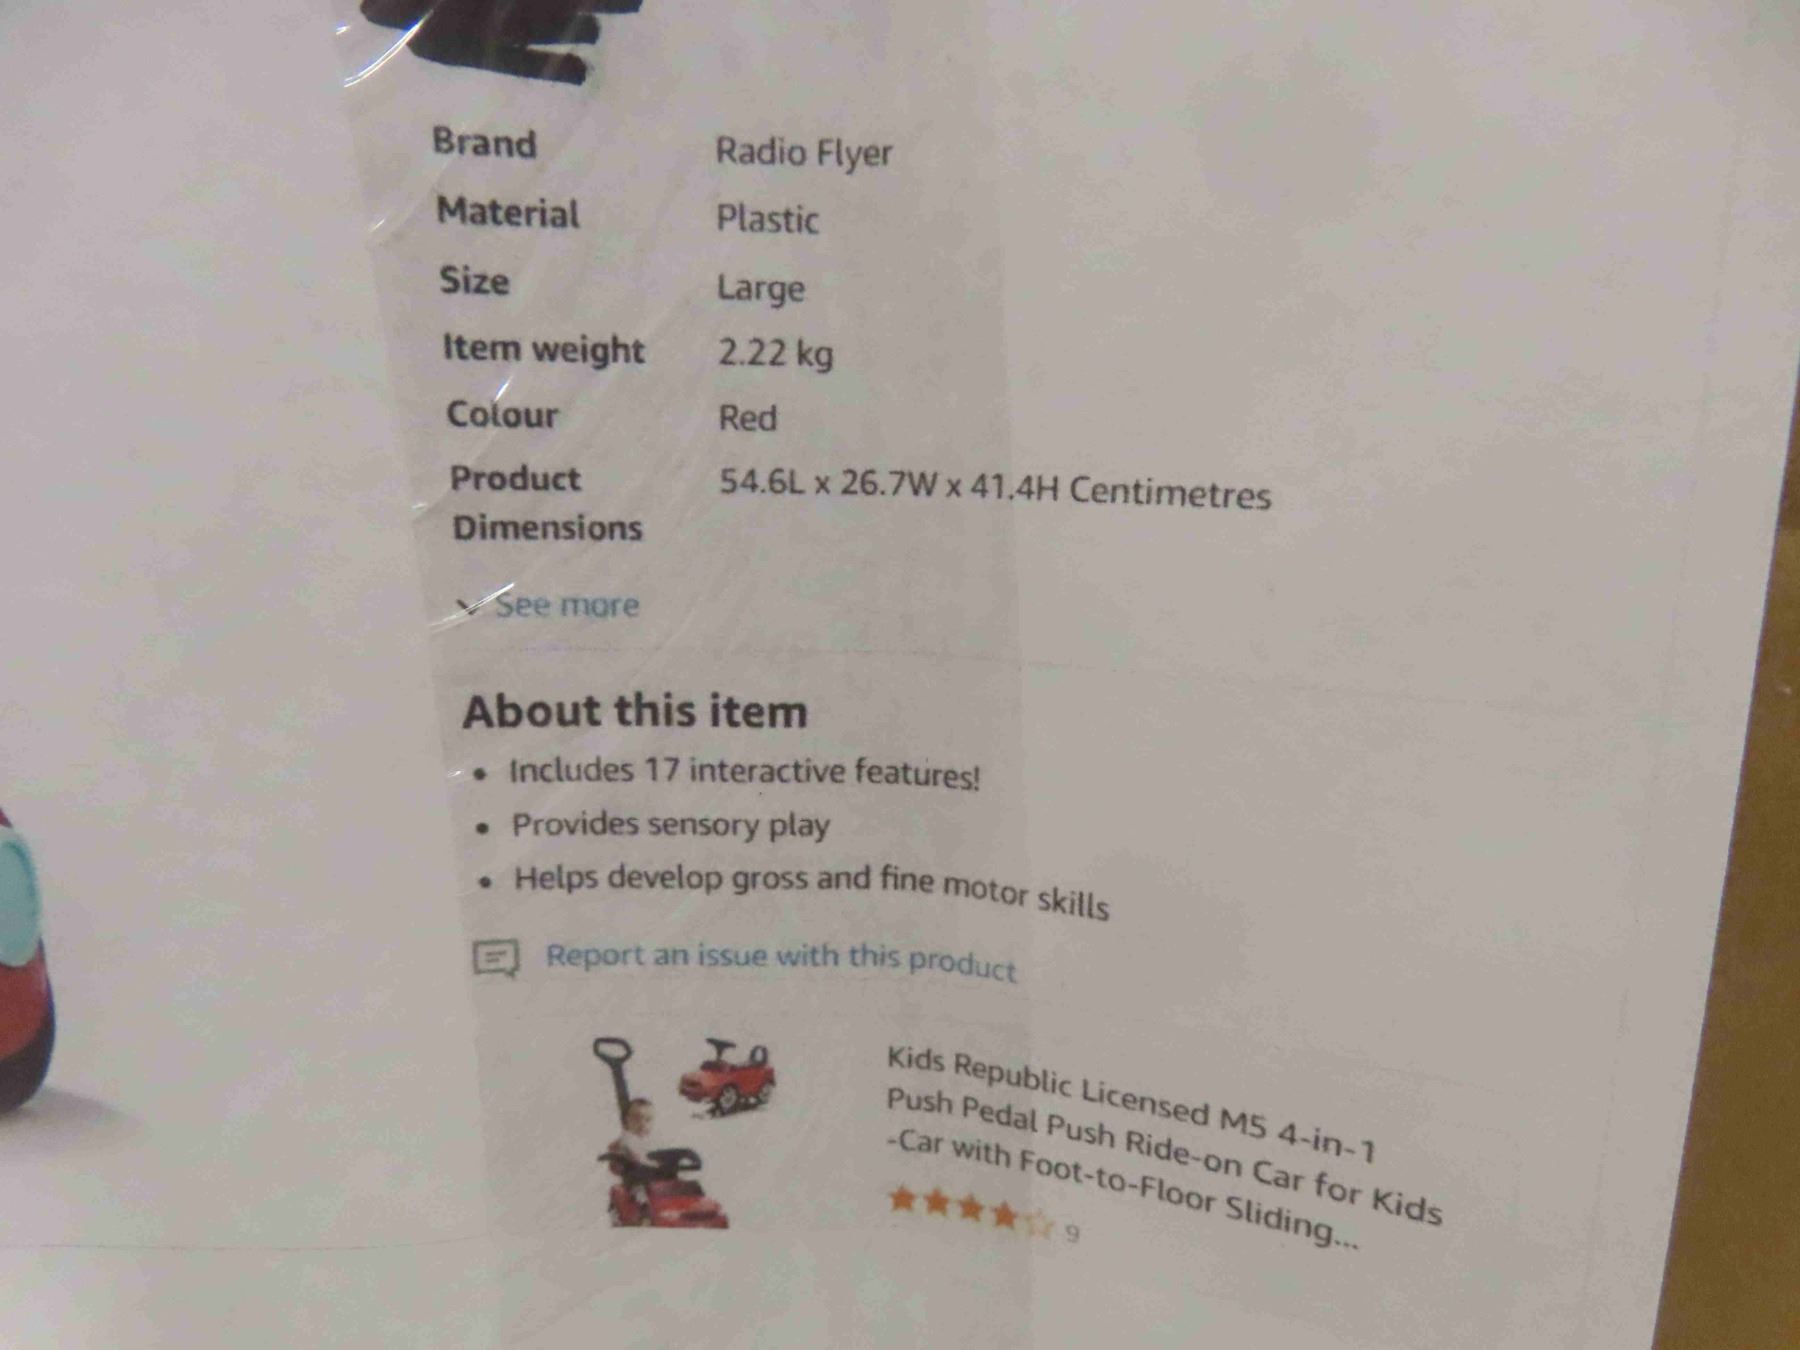 Brand Radio Flyer
Material Plastic
Size Large
Item weight 2.22 kg
Colour Red
Product 54.6L x 26.7W x 41.4H Centimetres
Dimensions
See more
About this item
• Includes 17 interactive features!
• Provides sensory play
• Helps develop gross and fine motor skills
Report an issue with this product
Kids Republic Licensed M5 4-in-1
Push Pedal Push Ride-on Car for Kids
-Car with Foot-to-Floor Sliding...
9